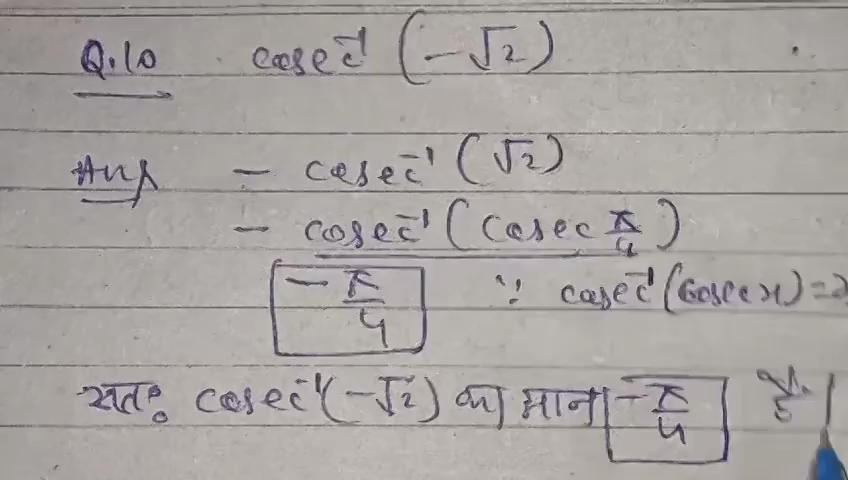 Q.10 cosec⁻¹(-√2)
Ans - cosec⁻¹(√2)
- cosec⁻¹(cosec π/4)
-π/4 ∵ cosec⁻¹(cosec x) = x
अतः cosec⁻¹(-√2) का मान -π/4 है।